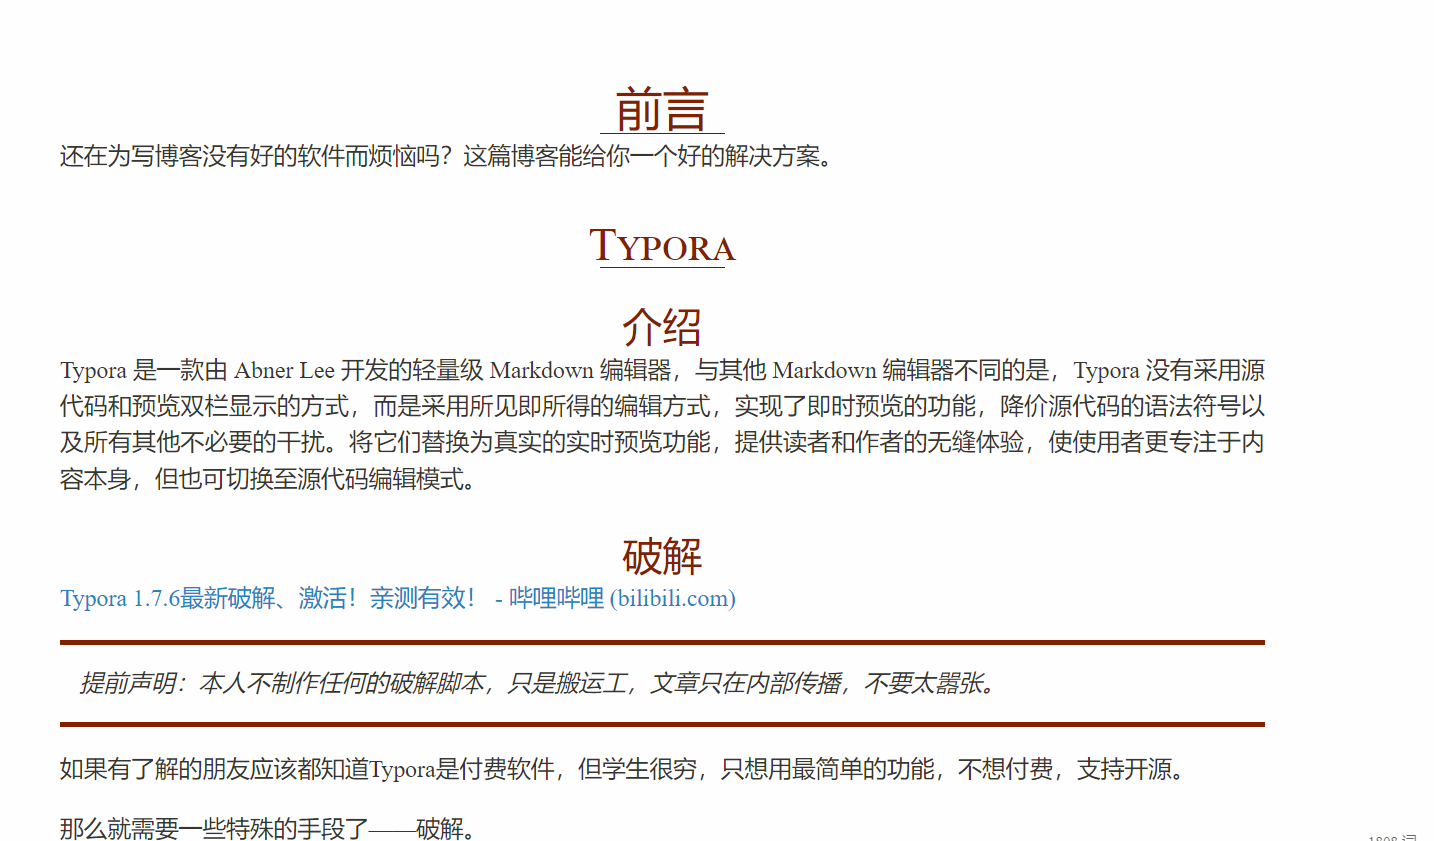 前言
还在为写博客没有好的软件而烦恼吗？这篇博客能给你一个好的解决方案。
TYPORA
介绍
Typora 是一款由 Abner Lee 开发的轻量级 Markdown 编辑器，与其他 Markdown 编辑器不同的是，Typora 没有采用源
代码和预览双栏显示的方式，而是采用所见即所得的编辑方式，实现了即时预览的功能，降价源代码的语法符号以
及所有其他不必要的干扰。将它们替换为真实的实时预览功能，提供读者和作者的无缝体验，使使用者更专注于内
容本身，但也可切换至源代码编辑模式。
破解
Typora 1.7.6最新破解、激活！亲测有效！ - 哔哩哔哩 (bilibili.com)
提前声明：本人不制作任何的破解脚本，只是搬运工，文章只在内部传播，不要太嚣张。
如果有了解的朋友应该都知道Typora是付费软件，但学生很穷，只想用最简单的功能，不想付费，支持开源。
那么就需要一些特殊的手段了——破解。